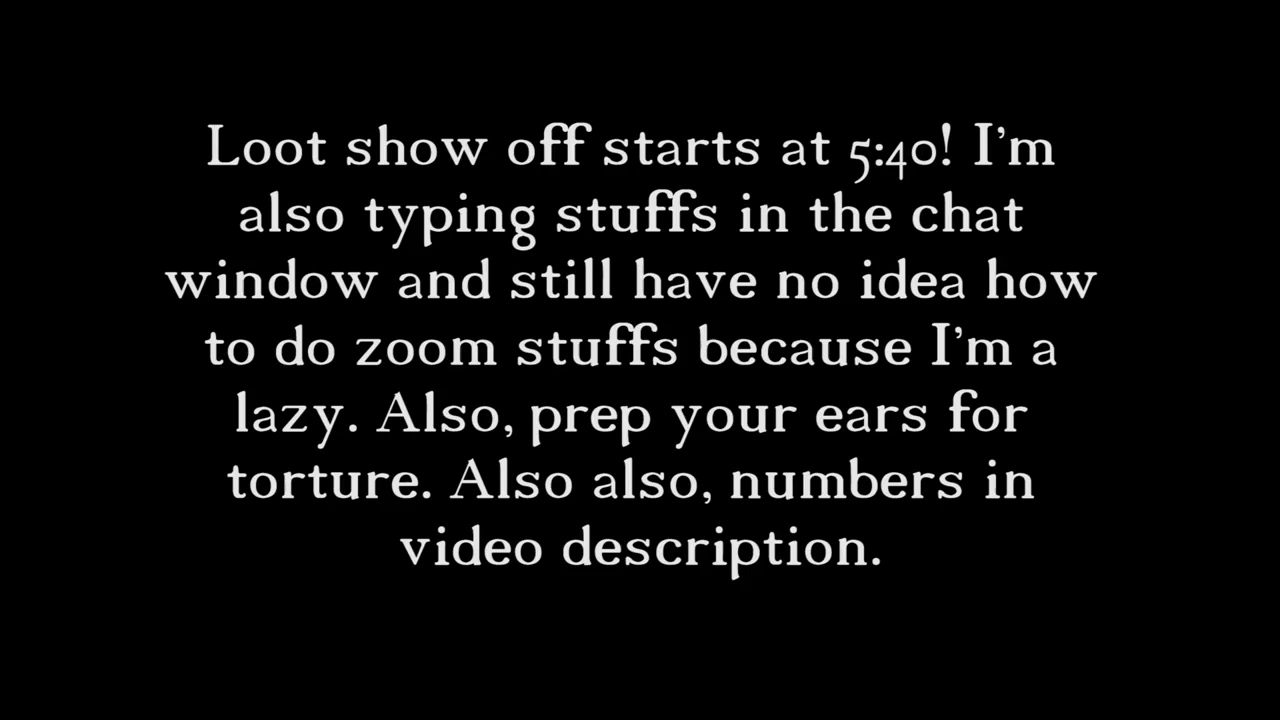 Loot show off starts at 5:40! I'm
also typing stuffs in the chat
window and still have no idea how
to do zoom stuffs because I'm a
lazy. Also, prep your ears for
torture. Also also, numbers in
video description.